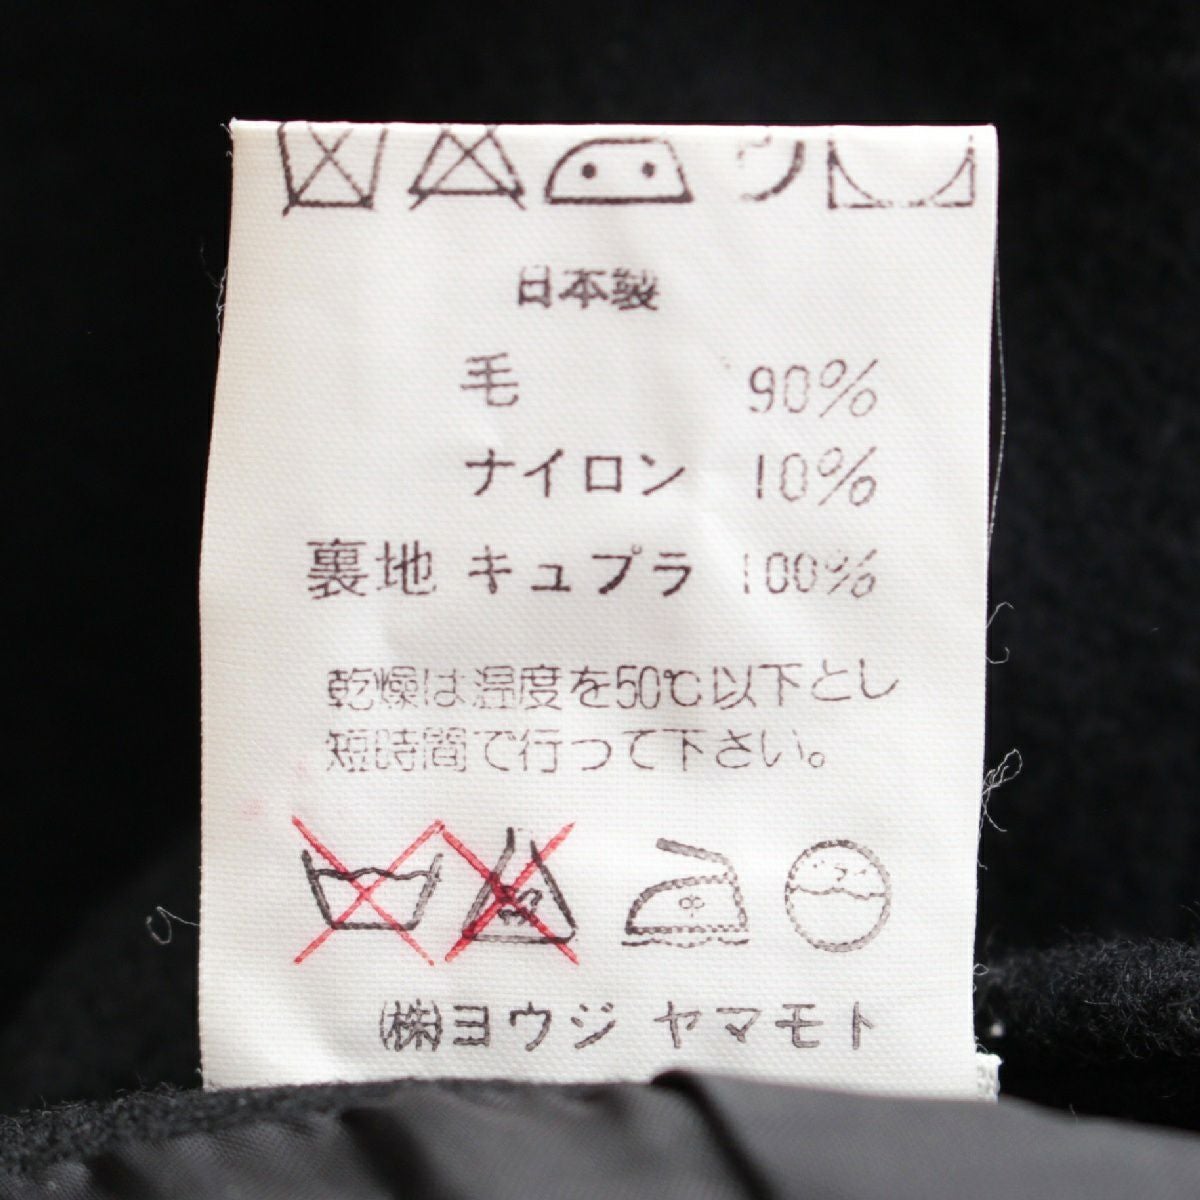 日本製
毛 90%
ナイロン 10%
裏地 キュプラ 100%
乾燥は温度を50℃以下とし
短時間で行って下さい。
中
(株)ヨウジ ヤマモト